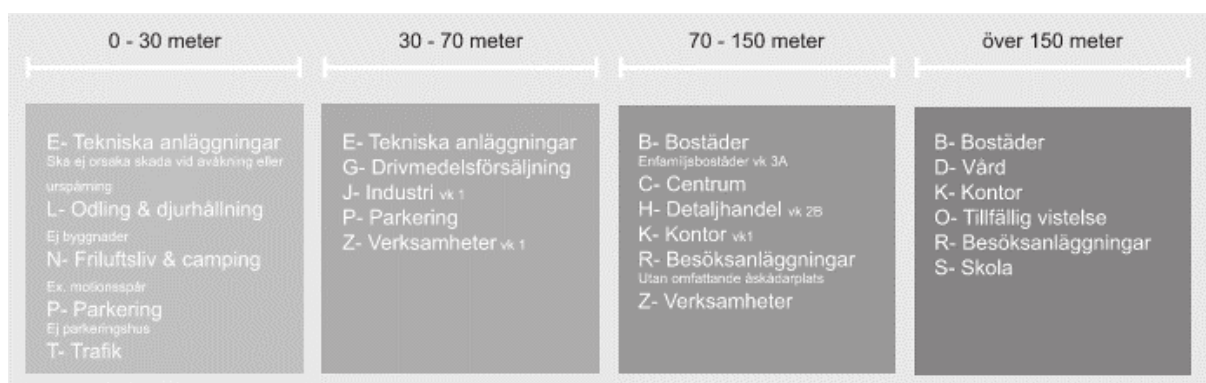 0 - 30 meter
30 - 70 meter
70 - 150 meter
över 150 meter
E- Tekniska anläggningar
Ska ej orsaka skada vid avåkning eller
urspårning
L- Odling & djurhållning
Ej byggnader
N- Friluftsliv & camping
Ex. motionsspår
P- Parkering
Ej parkeringshus
T- Trafik
E- Tekniska anläggningar
G- Drivmedelsförsäljning
J- Industri vk 1
P- Parkering
Z- Verksamheter vk 1
B- Bostäder
Enfamiljsbostäder vk 3A
C- Centrum
H- Detaljhandel vk 2B
K- Kontor vk1
R- Besöksanläggningar
Utan omfattande åskådarplats
Z- Verksamheter
B- Bostäder
D- Vård
K- Kontor
O- Tillfällig vistelse
R- Besöksanläggningar
S- Skola